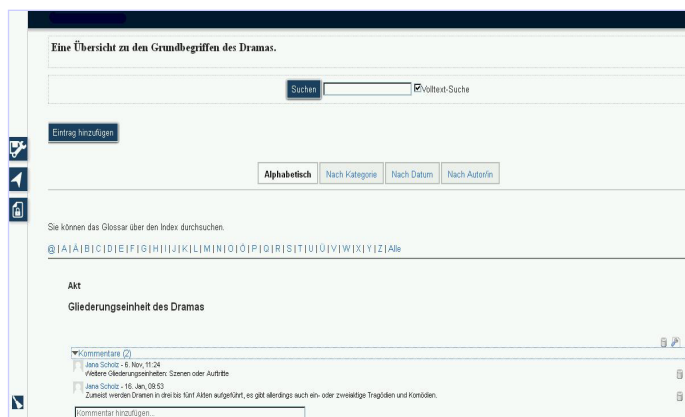 Eine Übersicht zu den Grundbegriffen des Dramas.
Suchen Volltext-Suche
Eintrag hinzufügen
Alphabetisch Nach Kategorie Nach Datum Nach Autor/in
Sie können das Glossar über den Index durchsuchen.
@ | A | Ä | B | C | D | E | F | G | H | I | J | K | L | M | N | O | Ö | P | Q | R | S | T | U | Ü | V | W | X | Y | Z | Alle
Akt
Gliederungseinheit des Dramas
Kommentare (2)
Jana Scholz - 6. Nov, 11:24
Weitere Gliederungseinheiten: Szenen oder Auftritte
Jana Scholz - 16. Jan, 09:53
Zumeist werden Dramen in drei bis fünf Akten aufgeführt, es gibt allerdings auch ein- oder zweiaktige Tragödien und Komödien.
Kommentar hinzufügen...